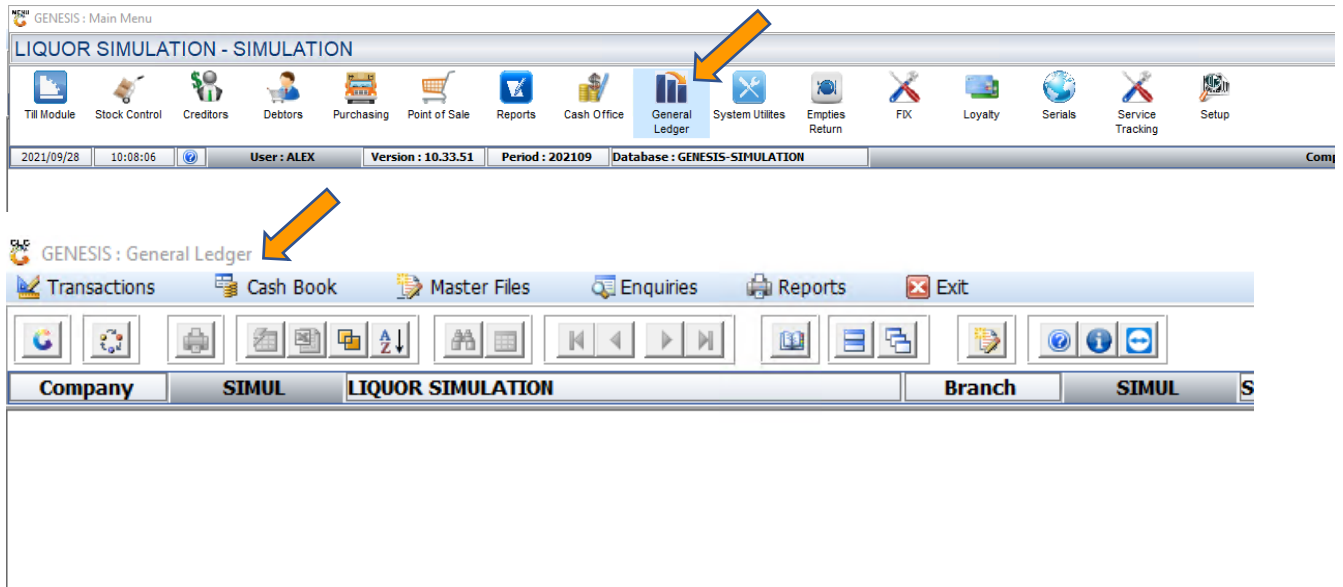 GENESIS : Main Menu
LIQUOR SIMULATION - SIMULATION
Till Module Stock Control Creditors Debtors Purchasing Point of Sale Reports Cash Office General Ledger System Utilites Empties Return FIX Loyalty Serials Service Tracking Setup
2021/09/28 10:08:06 User : ALEX Version : 10.33.51 Period : 202109 Database : GENESIS-SIMULATION Comp
GENESIS : General Ledger
Transactions Cash Book Master Files Enquiries Reports Exit
Company SIMUL LIQUOR SIMULATION Branch SIMUL S